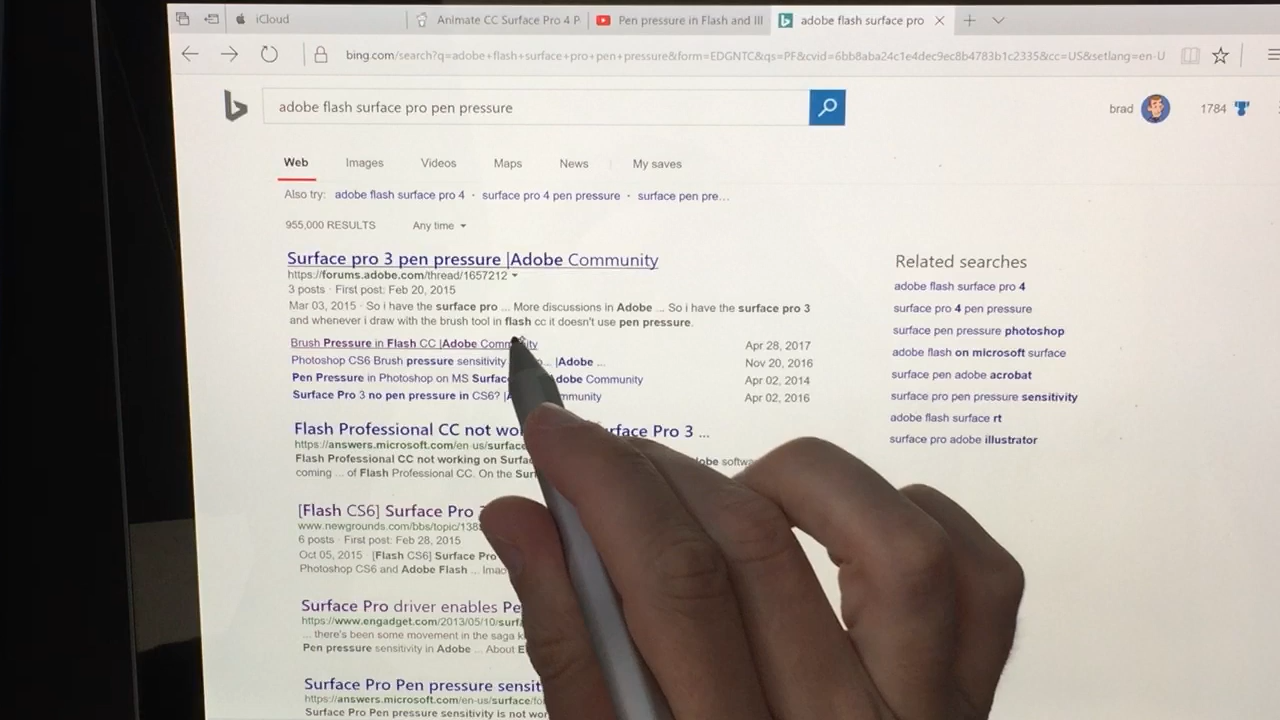 iCloud
Animate CC Surface Pro 4 P
Pen pressure in Flash and Ill
adobe flash surface pro
bing.com/search?q=adobe+flash+surface+pro+pen+pressure&form=EDGNTC&qs=PF&cvid=6bb8aba24c1e4dec9ec8b4783b1c2335&cc=US&setlang=en-U
adobe flash surface pro pen pressure
brad
1784
Web Images Videos Maps News My saves
Also try: adobe flash surface pro 4 · surface pro 4 pen pressure · surface pen pre...
955,000 RESULTS Any time
Surface pro 3 pen pressure |Adobe Community
https://forums.adobe.com/thread/1657212
3 posts · First post: Feb 20, 2015
Mar 03, 2015 · So i have the surface pro ... More discussions in Adobe ... So i have the surface pro 3
and whenever i draw with the brush tool in flash cc it doesn't use pen pressure.
Brush Pressure in Flash CC |Adobe Community Apr 28, 2017
Photoshop CS6 Brush pressure sensitivity |Adobe ... Nov 20, 2016
Pen Pressure in Photoshop on MS Surfac dobe Community Apr 02, 2014
Surface Pro 3 no pen pressure in CS6? | mmunity Apr 02, 2016
Flash Professional CC not wo rface Pro 3 ...
https://answers.microsoft.com/en-us/surface
Flash Professional CC not working on Surfa obe softwa
coming ... of Flash Professional CC. On the Sur
[Flash CS6] Surface Pro
www.newgrounds.com/bbs/topic/138
6 posts · First post: Feb 28, 2015
Oct 05, 2015 · [Flash CS6] Surface Pro
Photoshop CS6 and Adobe Flash ... Imac
Surface Pro driver enables Pe
https://www.engadget.com/2013/05/10/surf
... there's been some movement in the saga
Pen pressure sensitivity in Adobe ... About E
Surface Pro Pen pressure sensit
https://answers.microsoft.com/en-us/surface/fo
Surface Pro Pen pressure sensitivity is not wor
Related searches
adobe flash surface pro 4
surface pro 4 pen pressure
surface pen pressure photoshop
adobe flash on microsoft surface
surface pen adobe acrobat
surface pro pen pressure sensitivity
adobe flash surface rt
surface pro adobe illustrator